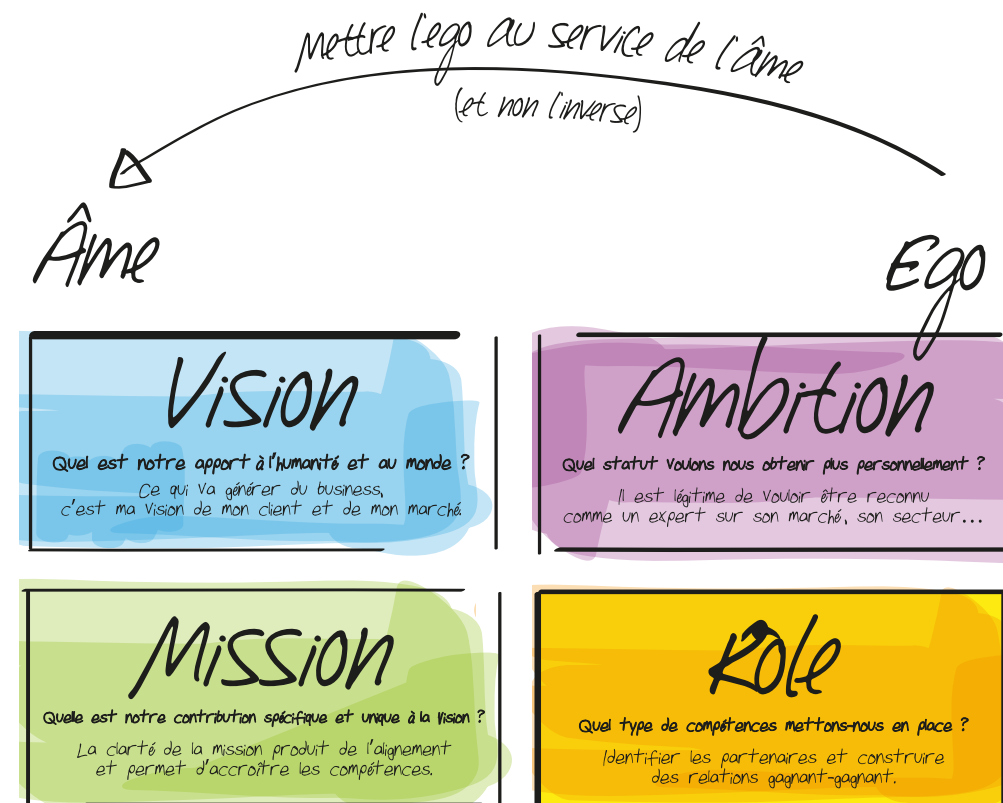 Mettre l'ego au service de l'âme
(et non l'inverse)
Âme
Ego
Vision
Quel est notre apport à l'humanité et au monde ?
Ce qui va générer du business,
c'est ma vision de mon client et de mon marché.
Ambition
Quel statut voulons nous obtenir plus personnellement ?
Il est légitime de vouloir être reconnu
comme un expert sur son marché, son secteur...
Mission
Quelle est notre contribution spécifique et unique à la vision ?
La clarté de la mission produit de l'alignement
et permet d'accroître les compétences.
Role
Quel type de compétences mettons-nous en place ?
Identifier les partenaires et construire
des relations gagnant-gagnant.